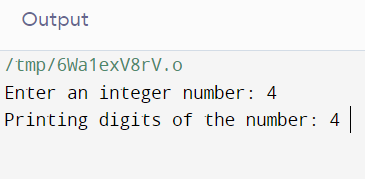 Output
/tmp/6Wa1exV8rV.o
Enter an integer number: 4
Printing digits of the number: 4